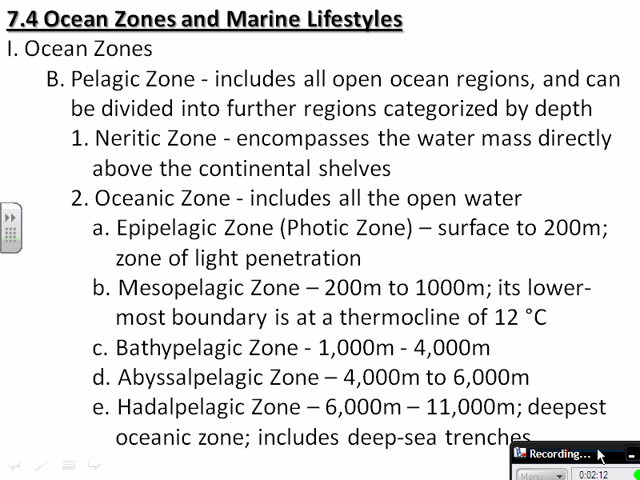 7.4 Ocean Zones and Marine Lifestyles
I. Ocean Zones
B. Pelagic Zone - includes all open ocean regions, and can
be divided into further regions categorized by depth
1. Neritic Zone - encompasses the water mass directly
above the continental shelves
2. Oceanic Zone - includes all the open water
a. Epipelagic Zone (Photic Zone) – surface to 200m;
zone of light penetration
b. Mesopelagic Zone – 200m to 1000m; its lower-
most boundary is at a thermocline of 12 °C
c. Bathypelagic Zone - 1,000m - 4,000m
d. Abyssalpelagic Zone – 4,000m to 6,000m
e. Hadalpelagic Zone – 6,000m – 11,000m; deepest
oceanic zone; includes deep-sea trenches
Recording...
Menu
0:02:12